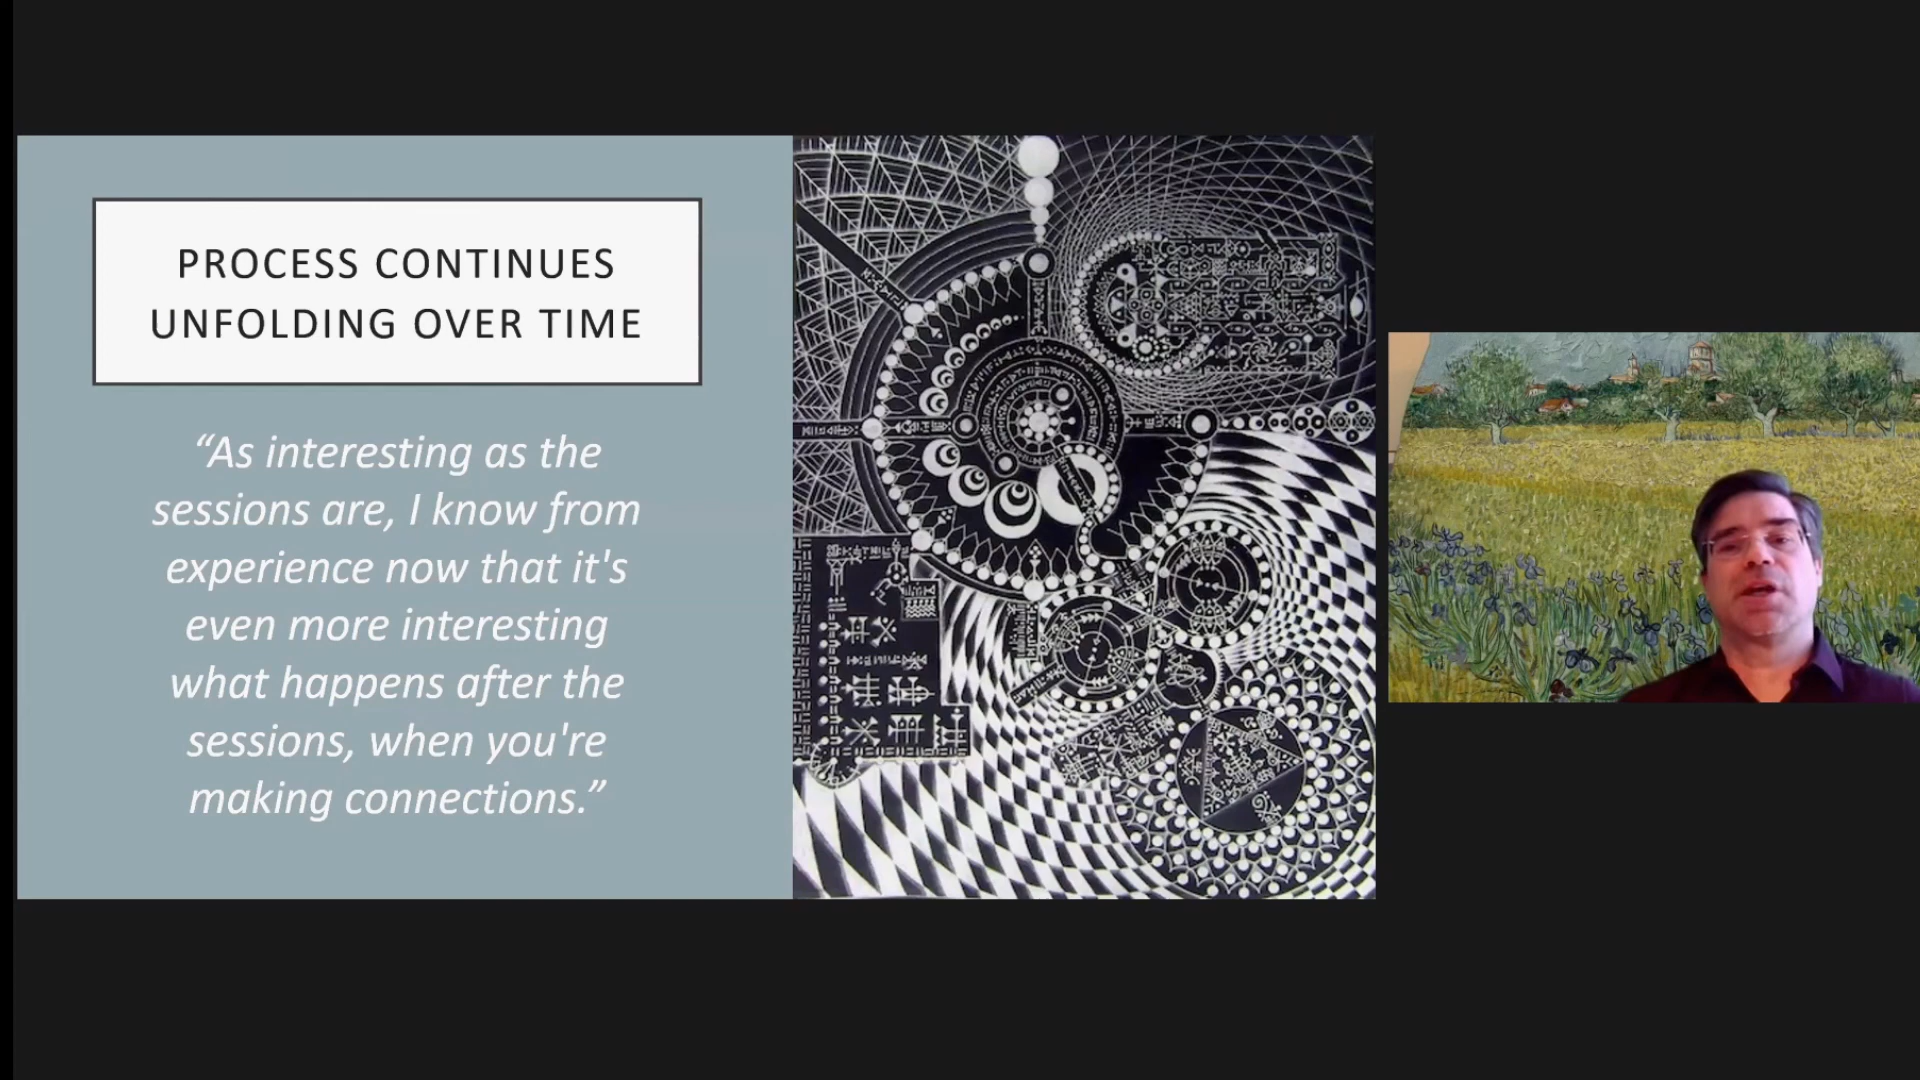 PROCESS CONTINUES
UNFOLDING OVER TIME
“As interesting as the
sessions are, I know from
experience now that it's
even more interesting
what happens after the
sessions, when you're
making connections.”